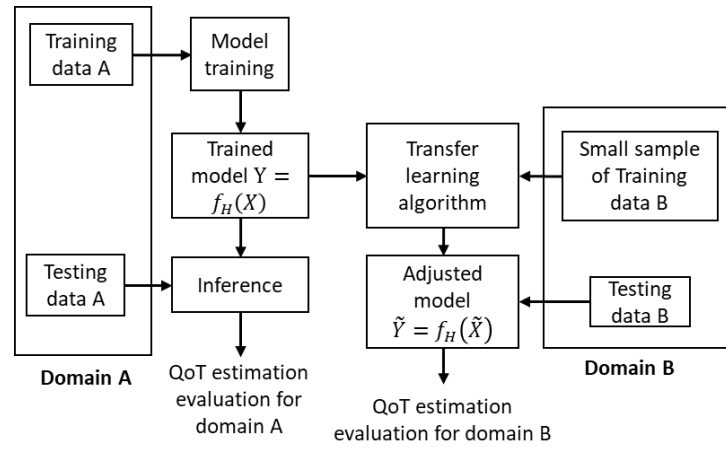 Training
data A
Model
training
Trained
model Y =
f_H(X)
Transfer
learning
algorithm
Small sample
of Training
data B
Testing
data A
Inference
Adjusted
model
Ỹ = f_H(X̃)
Testing
data B
Domain A
QoT estimation
evaluation for
domain A
QoT estimation
evaluation for domain B
Domain B